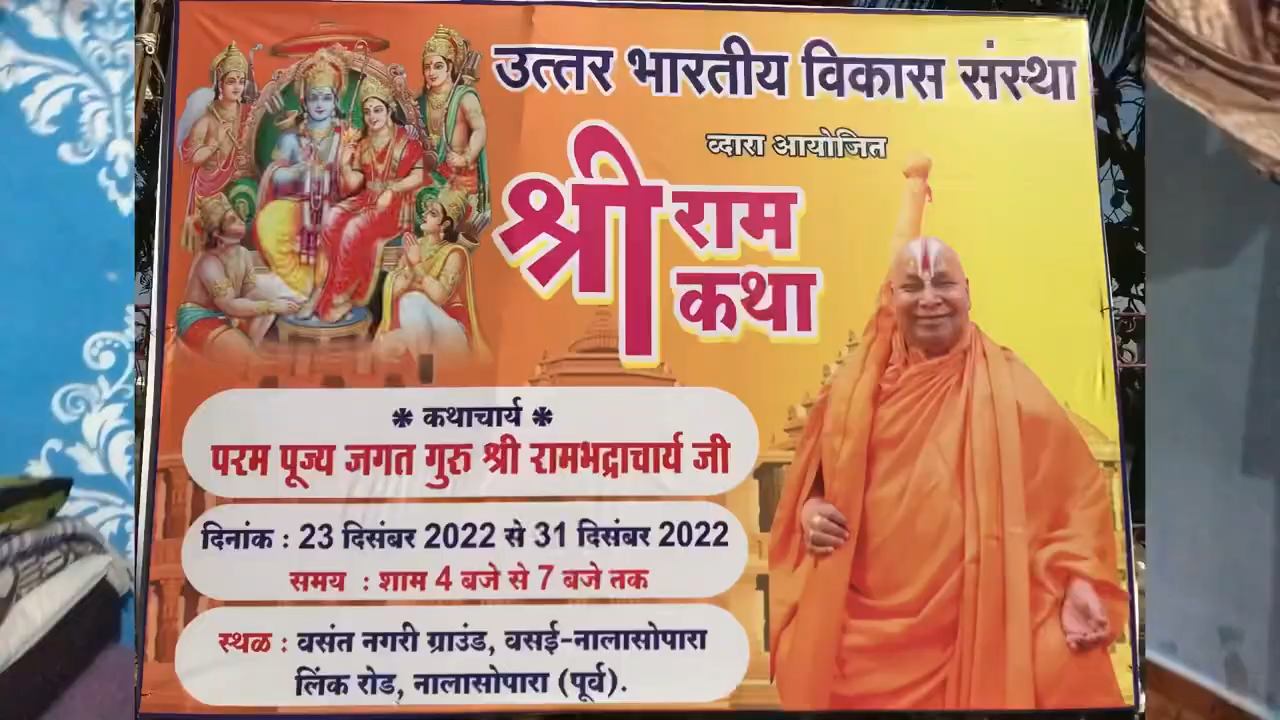 उत्तर भारतीय विकास संस्था
व्दारा आयोजित
श्री राम
कथा
* कथाचार्य *
परम पूज्य जगत गुरु श्री रामभद्राचार्य जी
दिनांक : 23 दिसंबर 2022 से 31 दिसंबर 2022
समय : शाम 4 बजे से 7 बजे तक
स्थळ : वसंत नगरी ग्राउंड, वसई-नालासोपारा
लिंक रोड, नालासोपारा (पूर्व).